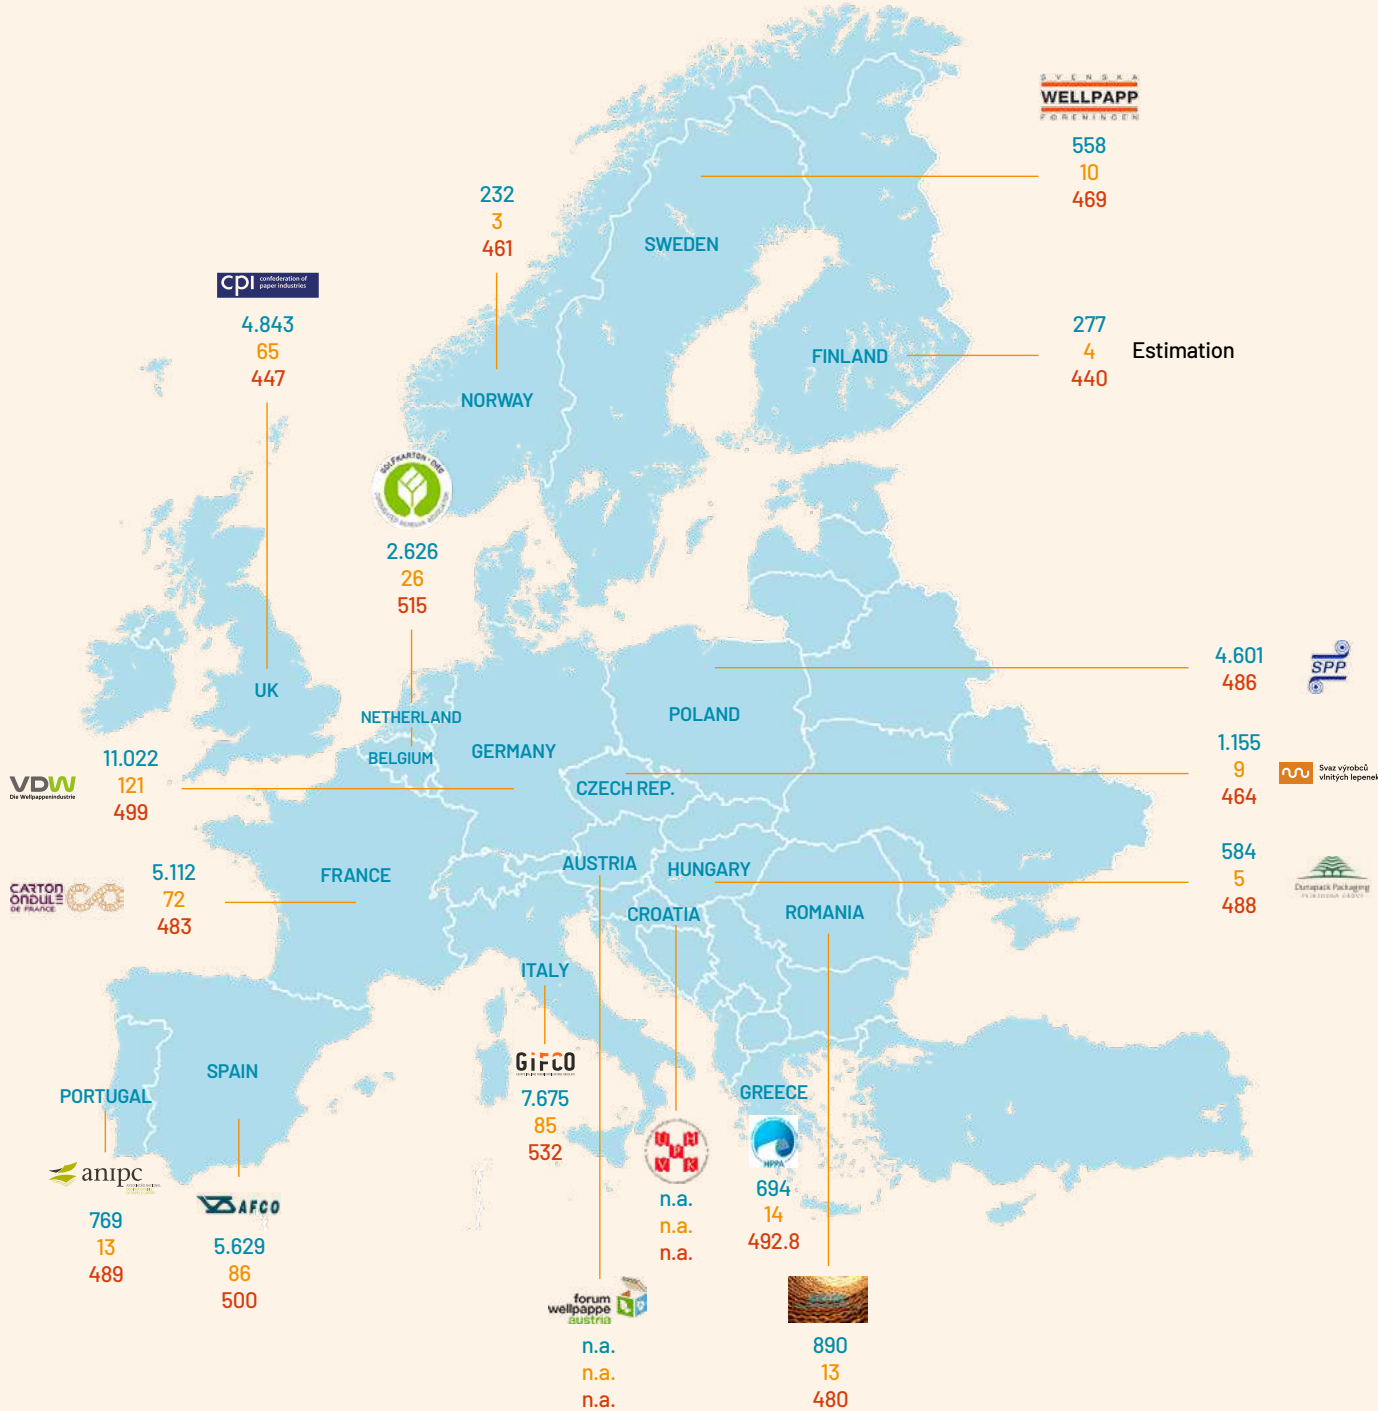 SVENSKA
WELLPAPP
FÖRENINGEN
558
10
469
232
3
461
SWEDEN
cpi confederation of
paper industries
4.843
65
447
277
4
440
Estimation
FINLAND
NORWAY
2.626
26
515
4.601
486
SPP
UK
NETHERLAND
BELGIUM
GERMANY
POLAND
CZECH REP.
VDW
Die Wellpappenindustrie
11.022
121
499
1.155
9
464
Svaz výrobců
vlnitých lepenek
CARTON
ONDULÉ
DE FRANCE
5.112
72
483
FRANCE
AUSTRIA
HUNGARY
CROATIA
ROMANIA
584
5
488
Dunapack Packaging
ITALY
GIFCO
7.675
85
532
SPAIN
PORTUGAL
anipc
769
13
489
AFCO
5.629
86
500
n.a.
n.a.
n.a.
GREECE
HPPA
694
14
492.8
forum
wellpappe
austria
n.a.
n.a.
n.a.
890
13
480